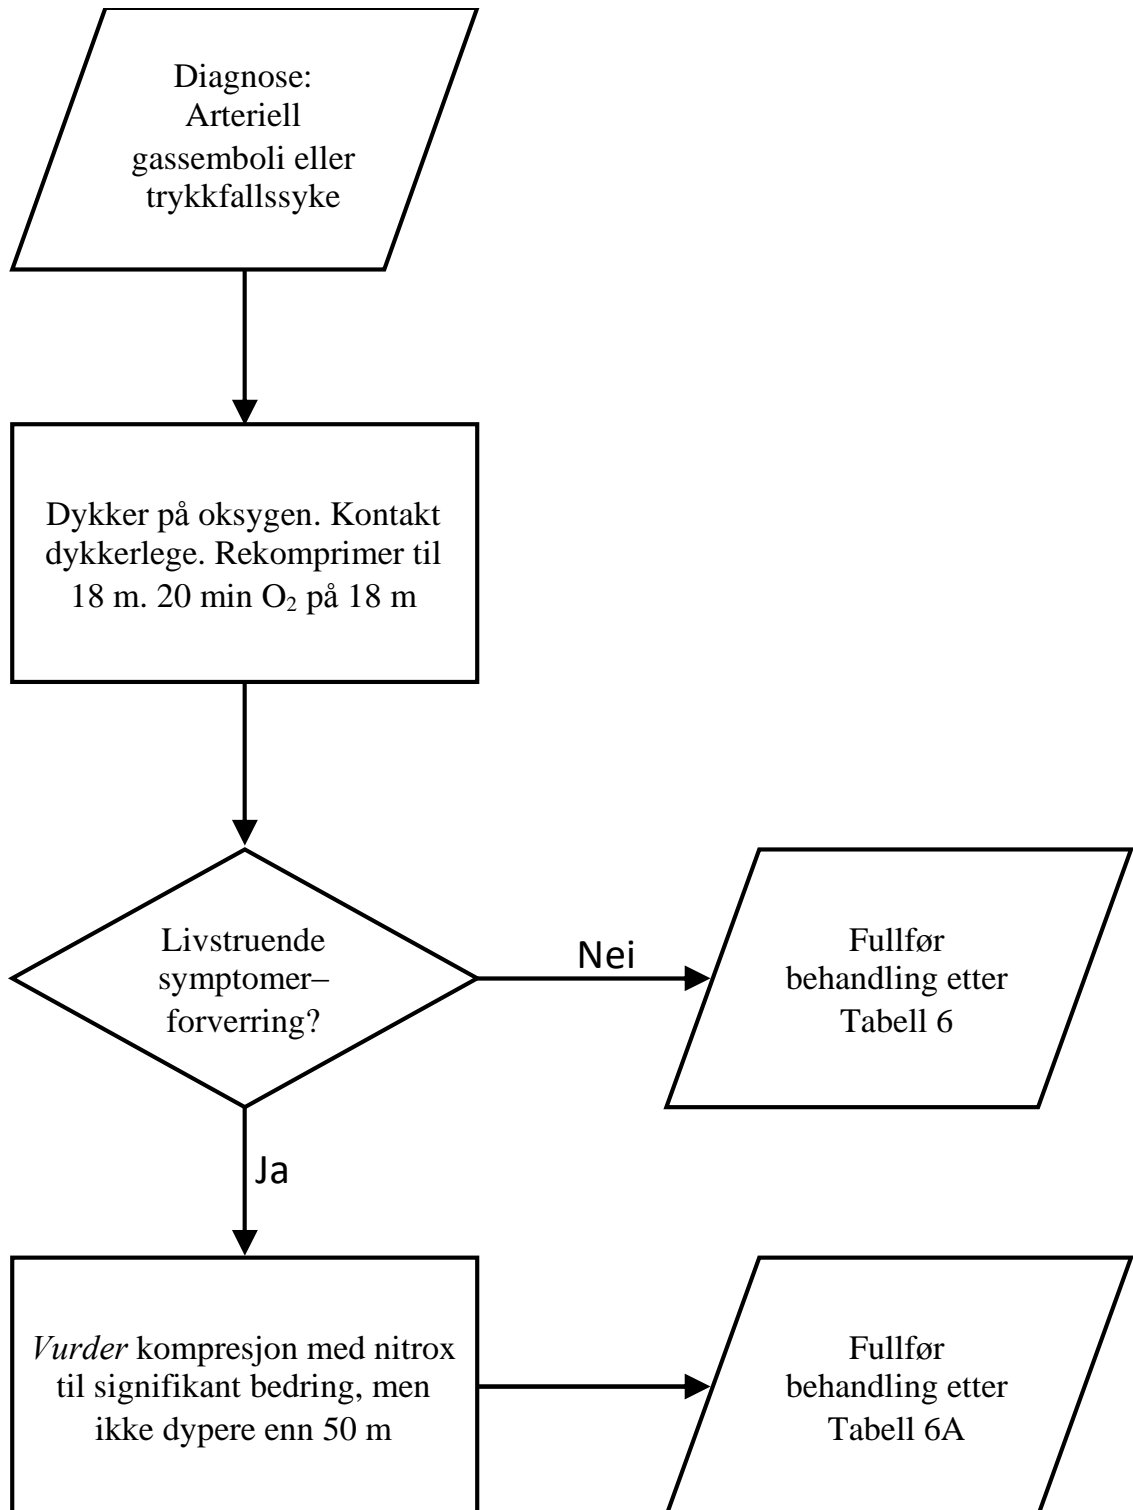 Diagnose:
Arteriell
gassemboli eller
trykkfallssyke
Dykker på oksygen. Kontakt
dykkerlege. Rekomprimer til
18 m. 20 min O₂ på 18 m
Livstruende
symptomer–
forverring?
Nei
Fullfør
behandling etter
Tabell 6
Ja
Vurder kompresjon med nitrox
til signifikant bedring, men
ikke dypere enn 50 m
Fullfør
behandling etter
Tabell 6A